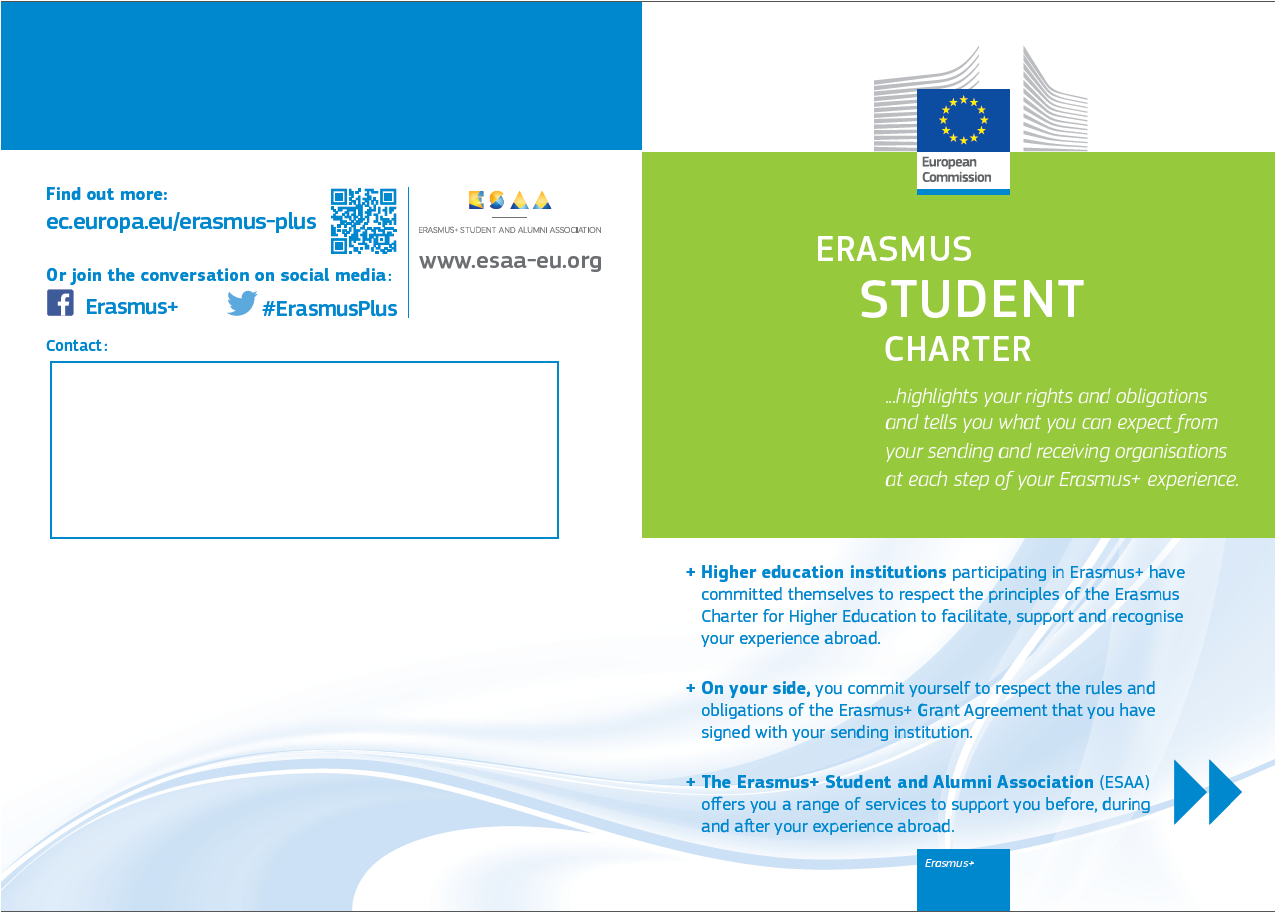 Find out more:
ec.europa.eu/erasmus-plus
Or join the conversation on social media:
Erasmus+ #ErasmusPlus
ESAA
ERASMUS+ STUDENT AND ALUMNI ASSOCIATION
www.esaa-eu.org
Contact:
European
Commission
ERASMUS
STUDENT
CHARTER
...highlights your rights and obligations
and tells you what you can expect from
your sending and receiving organisations
at each step of your Erasmus+ experience.
+ Higher education institutions participating in Erasmus+ have
committed themselves to respect the principles of the Erasmus
Charter for Higher Education to facilitate, support and recognise
your experience abroad.
+ On your side, you commit yourself to respect the rules and
obligations of the Erasmus+ Grant Agreement that you have
signed with your sending institution.
+ The Erasmus+ Student and Alumni Association (ESAA)
offers you a range of services to support you before, during
and after your experience abroad.
Erasmus+